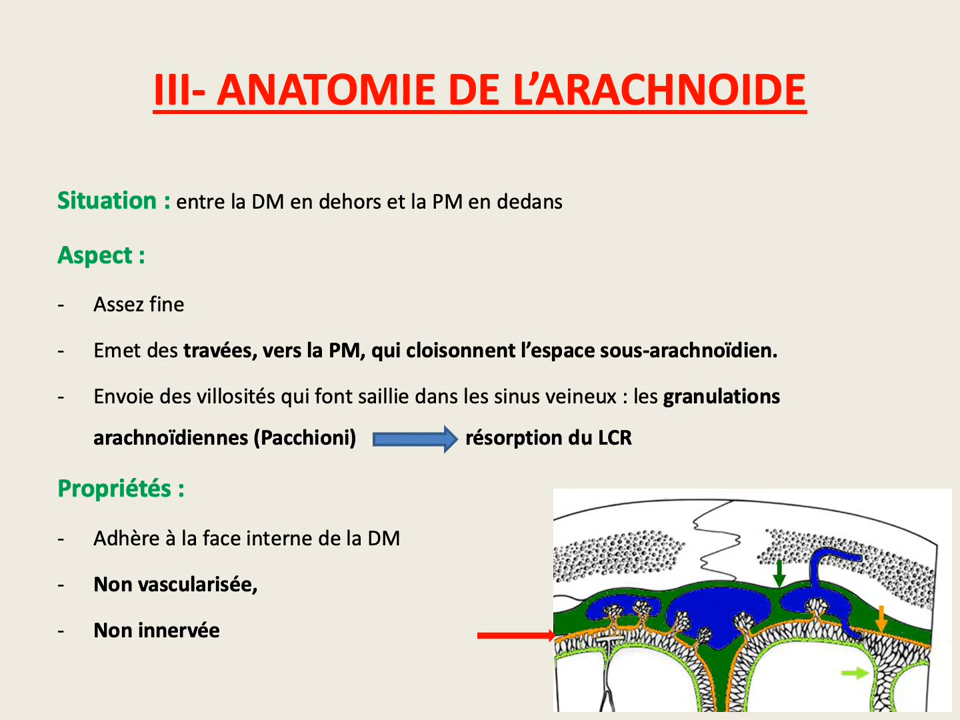 III- ANATOMIE DE L’ARACHNOIDE
Situation : entre la DM en dehors et la PM en dedans
Aspect :
- Assez fine
- Emet des travées, vers la PM, qui cloisonnent l’espace sous-arachnoïdien.
- Envoie des villosités qui font saillie dans les sinus veineux : les granulations
arachnoïdiennes (Pacchioni) résorption du LCR
Propriétés :
- Adhère à la face interne de la DM
- Non vascularisée,
- Non innervée